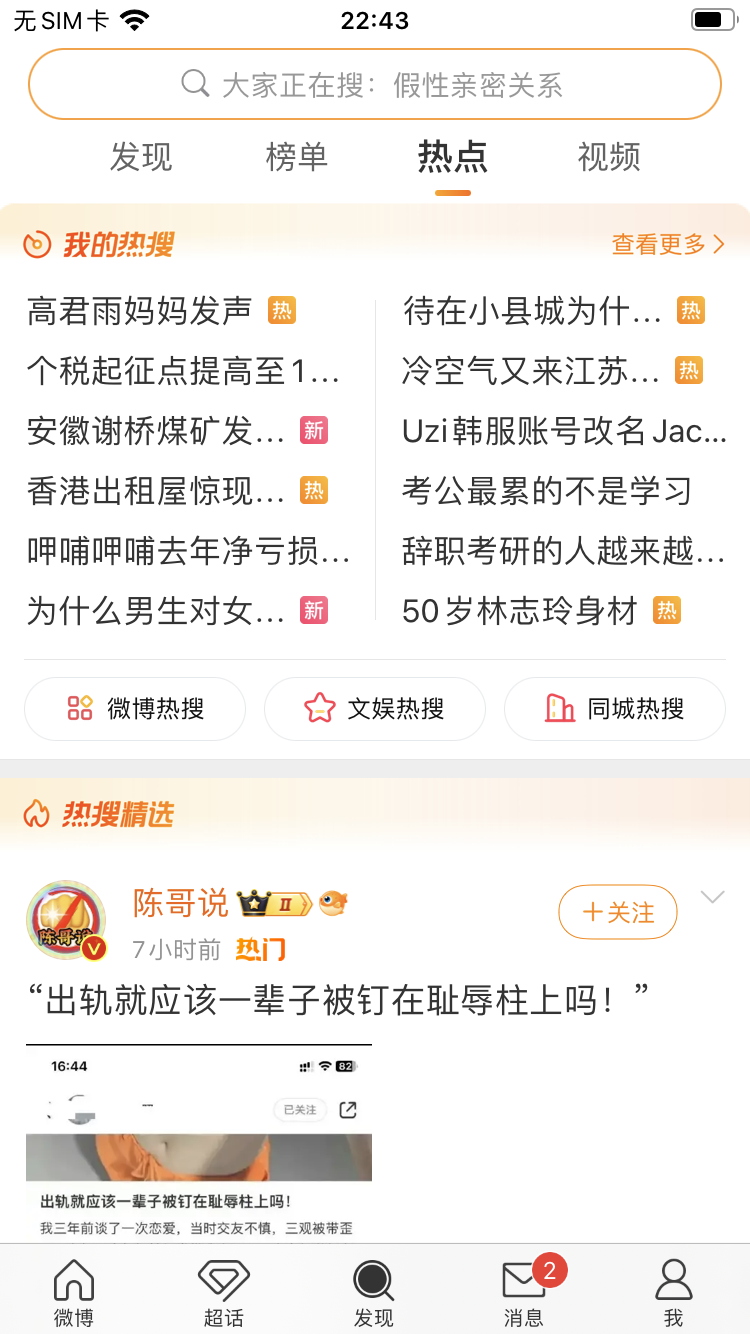 无SIM卡 22:43
大家正在搜：假性亲密关系
发现 榜单 热点 视频
我的热搜 查看更多
高君雨妈妈发声 热
待在小县城为什... 热
个税起征点提高至1...
冷空气又来江苏... 热
安徽谢桥煤矿发... 新
Uzi韩服账号改名Jac...
香港出租屋惊现... 热
考公最累的不是学习
呷哺呷哺去年净亏损...
辞职考研的人越来越...
为什么男生对女... 新
50岁林志玲身材 热
微博热搜 文娱热搜 同城热搜
热搜精选
陈哥说 II
陈哥说
+关注
7小时前 热门
“出轨就应该一辈子被钉在耻辱柱上吗！”
16:44 82
已关注
出轨就应该一辈子被钉在耻辱柱上吗！
我三年前谈了一次恋爱，当时交友不慎，三观被带歪
2
微博 超话 发现 消息 我